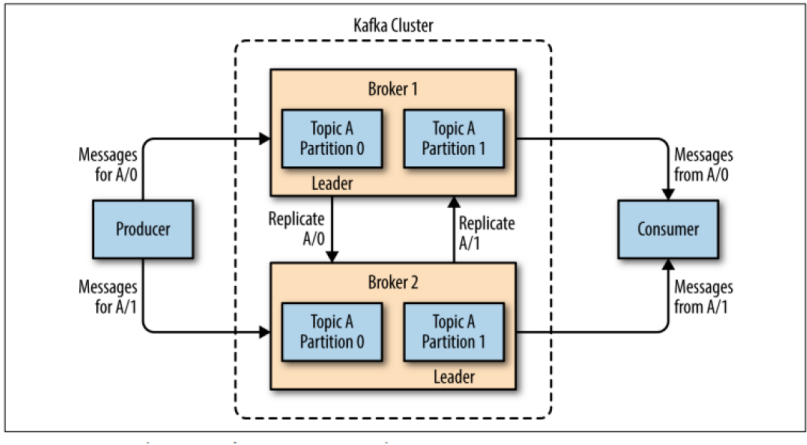 Kafka Cluster
Broker 1
Topic A
Partition 0
Topic A
Partition 1
Leader
Messages
for A/0
Producer
Messages
for A/1
Replicate
A/0
Replicate
A/1
Messages
from A/0
Consumer
Messages
from A/1
Broker 2
Topic A
Partition 0
Topic A
Partition 1
Leader